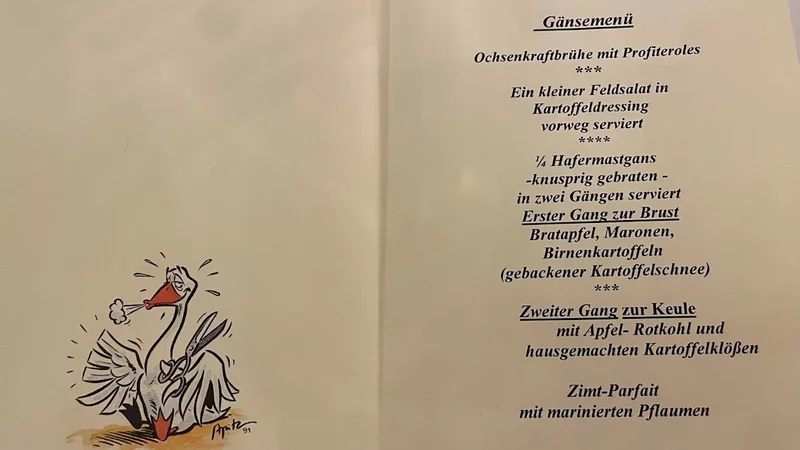 Gänsemenü
Ochsenkraftbrühe mit Profiteroles
***
Ein kleiner Feldsalat in
Kartoffeldressing
vorweg serviert
****
¼ Hafermastgans
-knusprig gebraten -
in zwei Gängen serviert
Erster Gang zur Brust
Bratapfel, Maronen,
Birnenkartoffeln
(gebackener Kartoffelschnee)
***
Zweiter Gang zur Keule
mit Apfel- Rotkohl und
hausgemachten Kartoffelklößen
Zimt-Parfait
mit marinierten Pflaumen
91